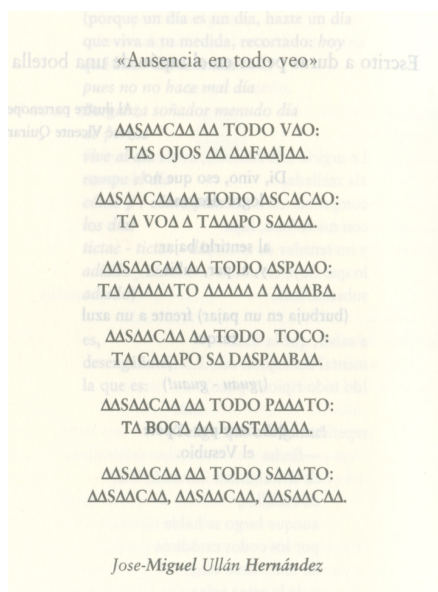 «Ausencia en todo veo»
ΔΔSΔΔCΔΔ ΔΔ TODO VΔO:
TΔS OJOS ΔΔ ΔΔFΔΔJΔΔ.
ΔΔSΔΔCΔΔ ΔΔ TODO ΔSCΔCΔO:
TΔ VOΔ Δ TΔΔΔPO SΔΔΔΔ.
ΔΔSΔΔCΔΔ ΔΔ TODO ΔSPΔΔO:
TΔ ΔΔΔΔΔTO ΔΔΔΔΔ Δ ΔΔΔΔBΔ.
ΔΔSΔΔCΔΔ ΔΔ TODO TOCO:
TΔ CΔΔΔPO SΔ DΔSPΔΔBΔΔ.
ΔΔSΔΔCΔΔ ΔΔ TODO PΔΔΔTO:
TΔ BOCΔ ΔΔ DΔSTΔΔΔΔΔ.
ΔΔSΔΔCΔΔ ΔΔ TODO SΔΔΔTO:
ΔΔSΔΔCΔΔ, ΔΔSΔΔCΔΔ, ΔΔSΔΔCΔΔ.
Jose-Miguel Ullán Hernández